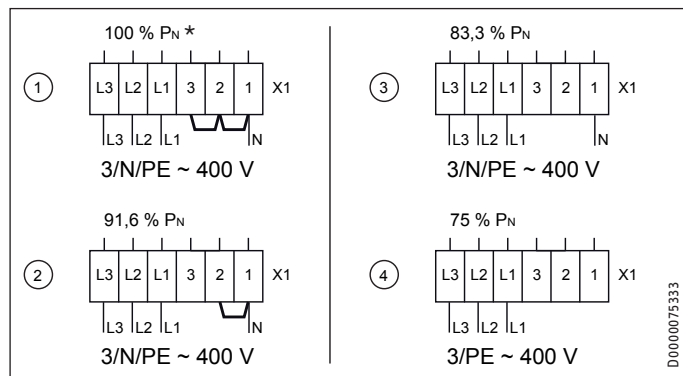 100 % PN *
1
L3 L2 L1 3 2 1 X1
L3 L2 L1 N
3/N/PE ~ 400 V
91,6 % PN
2
L3 L2 L1 3 2 1 X1
L3 L2 L1 N
3/N/PE ~ 400 V
83,3 % PN
3
L3 L2 L1 3 2 1 X1
L3 L2 L1 N
3/N/PE ~ 400 V
75 % PN
4
L3 L2 L1 3 2 1 X1
L3 L2 L1
3/PE ~ 400 V
D0000075333